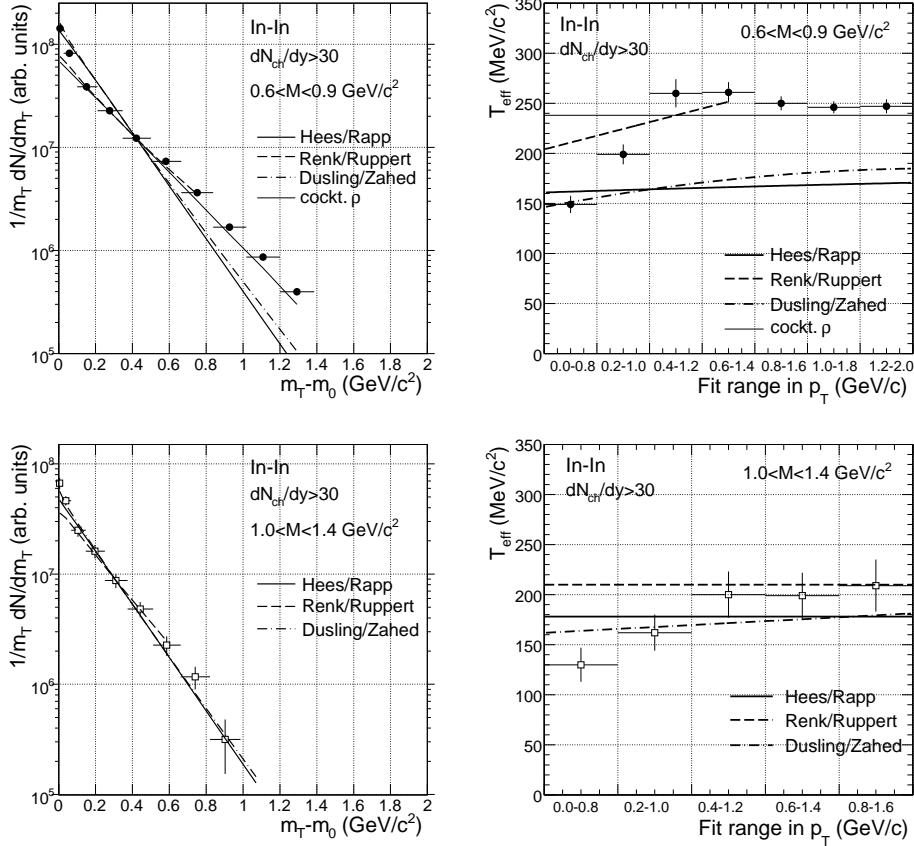 In-In
dN_ch/dy>30
0.6<M<0.9 GeV/c²
Hees/Rapp
Renk/Ruppert
Dusling/Zahed
cockt. ρ
1/m_T dN/dm_T (arb. units)
10⁸
10⁷
10⁶
10⁵
0 0.2 0.4 0.6 0.8 1 1.2 1.4 1.6 1.8 2
m_T-m_0 (GeV/c²)
In-In
dN_ch/dy>30
0.6<M<0.9 GeV/c²
T_eff (MeV/c²)
350
300
250
200
150
100
50
0
Hees/Rapp
Renk/Ruppert
Dusling/Zahed
cockt. ρ
0.0-0.8 0.2-1.0 0.4-1.2 0.6-1.4 0.8-1.6 1.0-1.8 1.2-2.0
Fit range in p_T (GeV/c)
In-In
dN_ch/dy>30
1.0<M<1.4 GeV/c²
Hees/Rapp
Renk/Ruppert
Dusling/Zahed
1/m_T dN/dm_T (arb. units)
10⁸
10⁷
10⁶
10⁵
0 0.2 0.4 0.6 0.8 1 1.2 1.4 1.6 1.8 2
m_T-m_0 (GeV/c²)
In-In
dN_ch/dy>30
1.0<M<1.4 GeV/c²
T_eff (MeV/c²)
350
300
250
200
150
100
50
0
Hees/Rapp
Renk/Ruppert
Dusling/Zahed
0.0-0.8 0.2-1.0 0.4-1.2 0.6-1.4 0.8-1.6
Fit range in p_T (GeV/c)